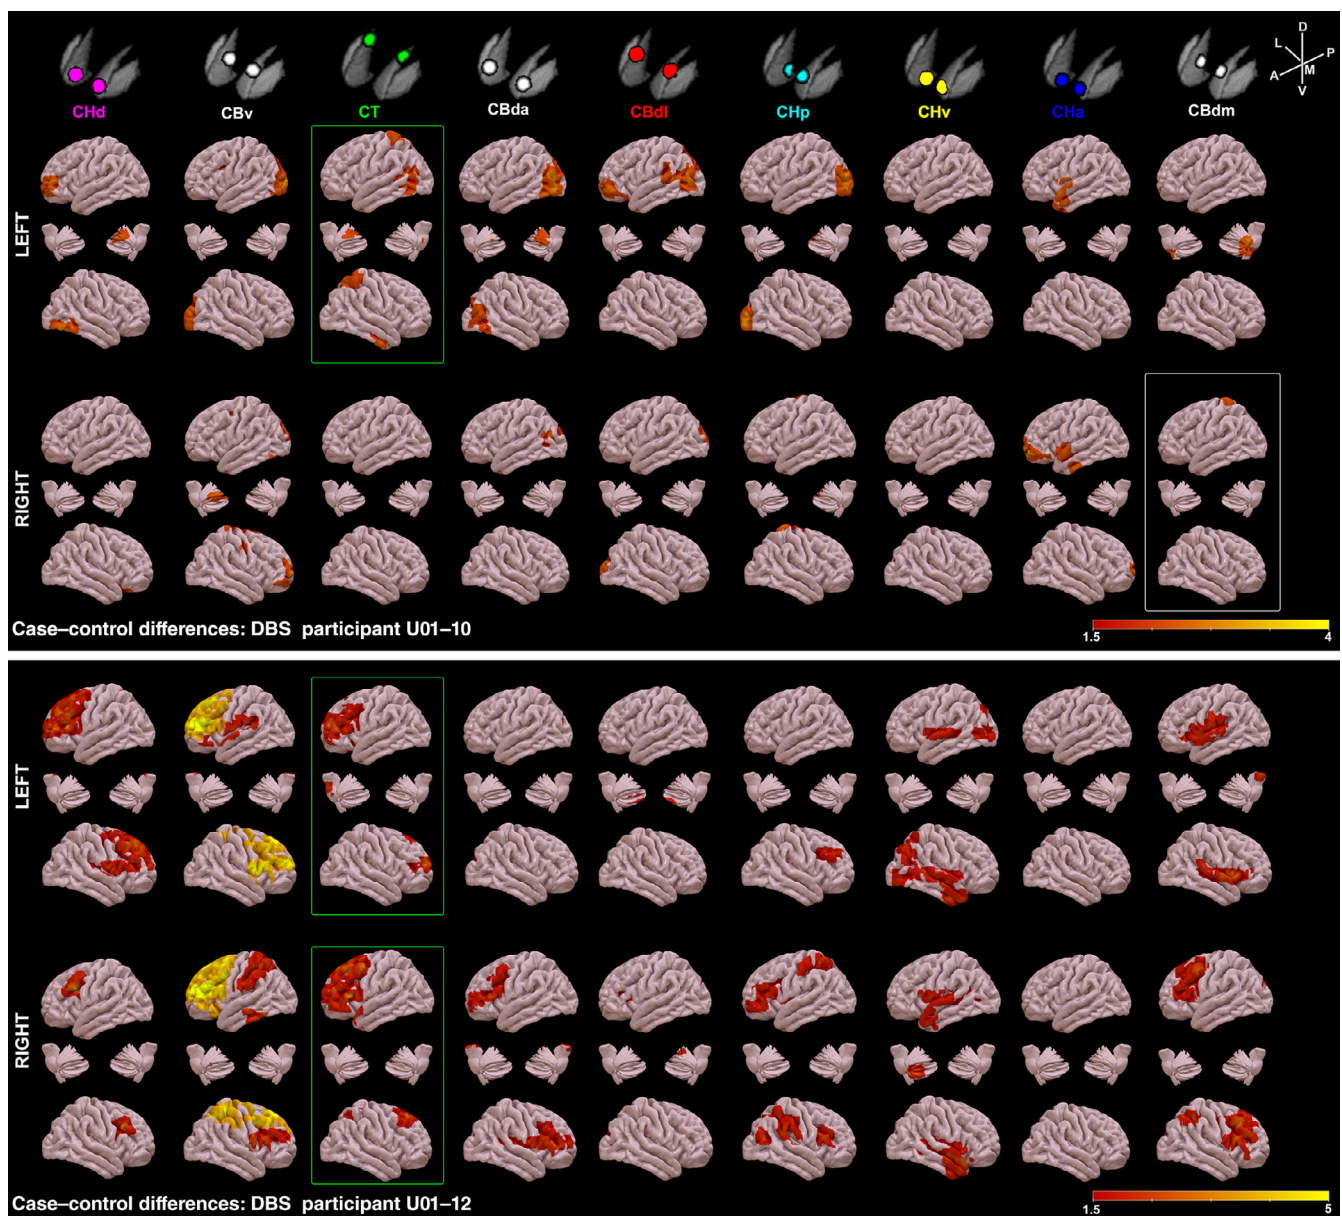 D
L
P
A
M
V
CHd
CBv
CT
CBda
CBdl
CHp
CHv
CHa
CBdm
LEFT
RIGHT
Case–control differences: DBS participant U01–10
1.5
4
LEFT
RIGHT
Case–control differences: DBS participant U01–12
1.5
5